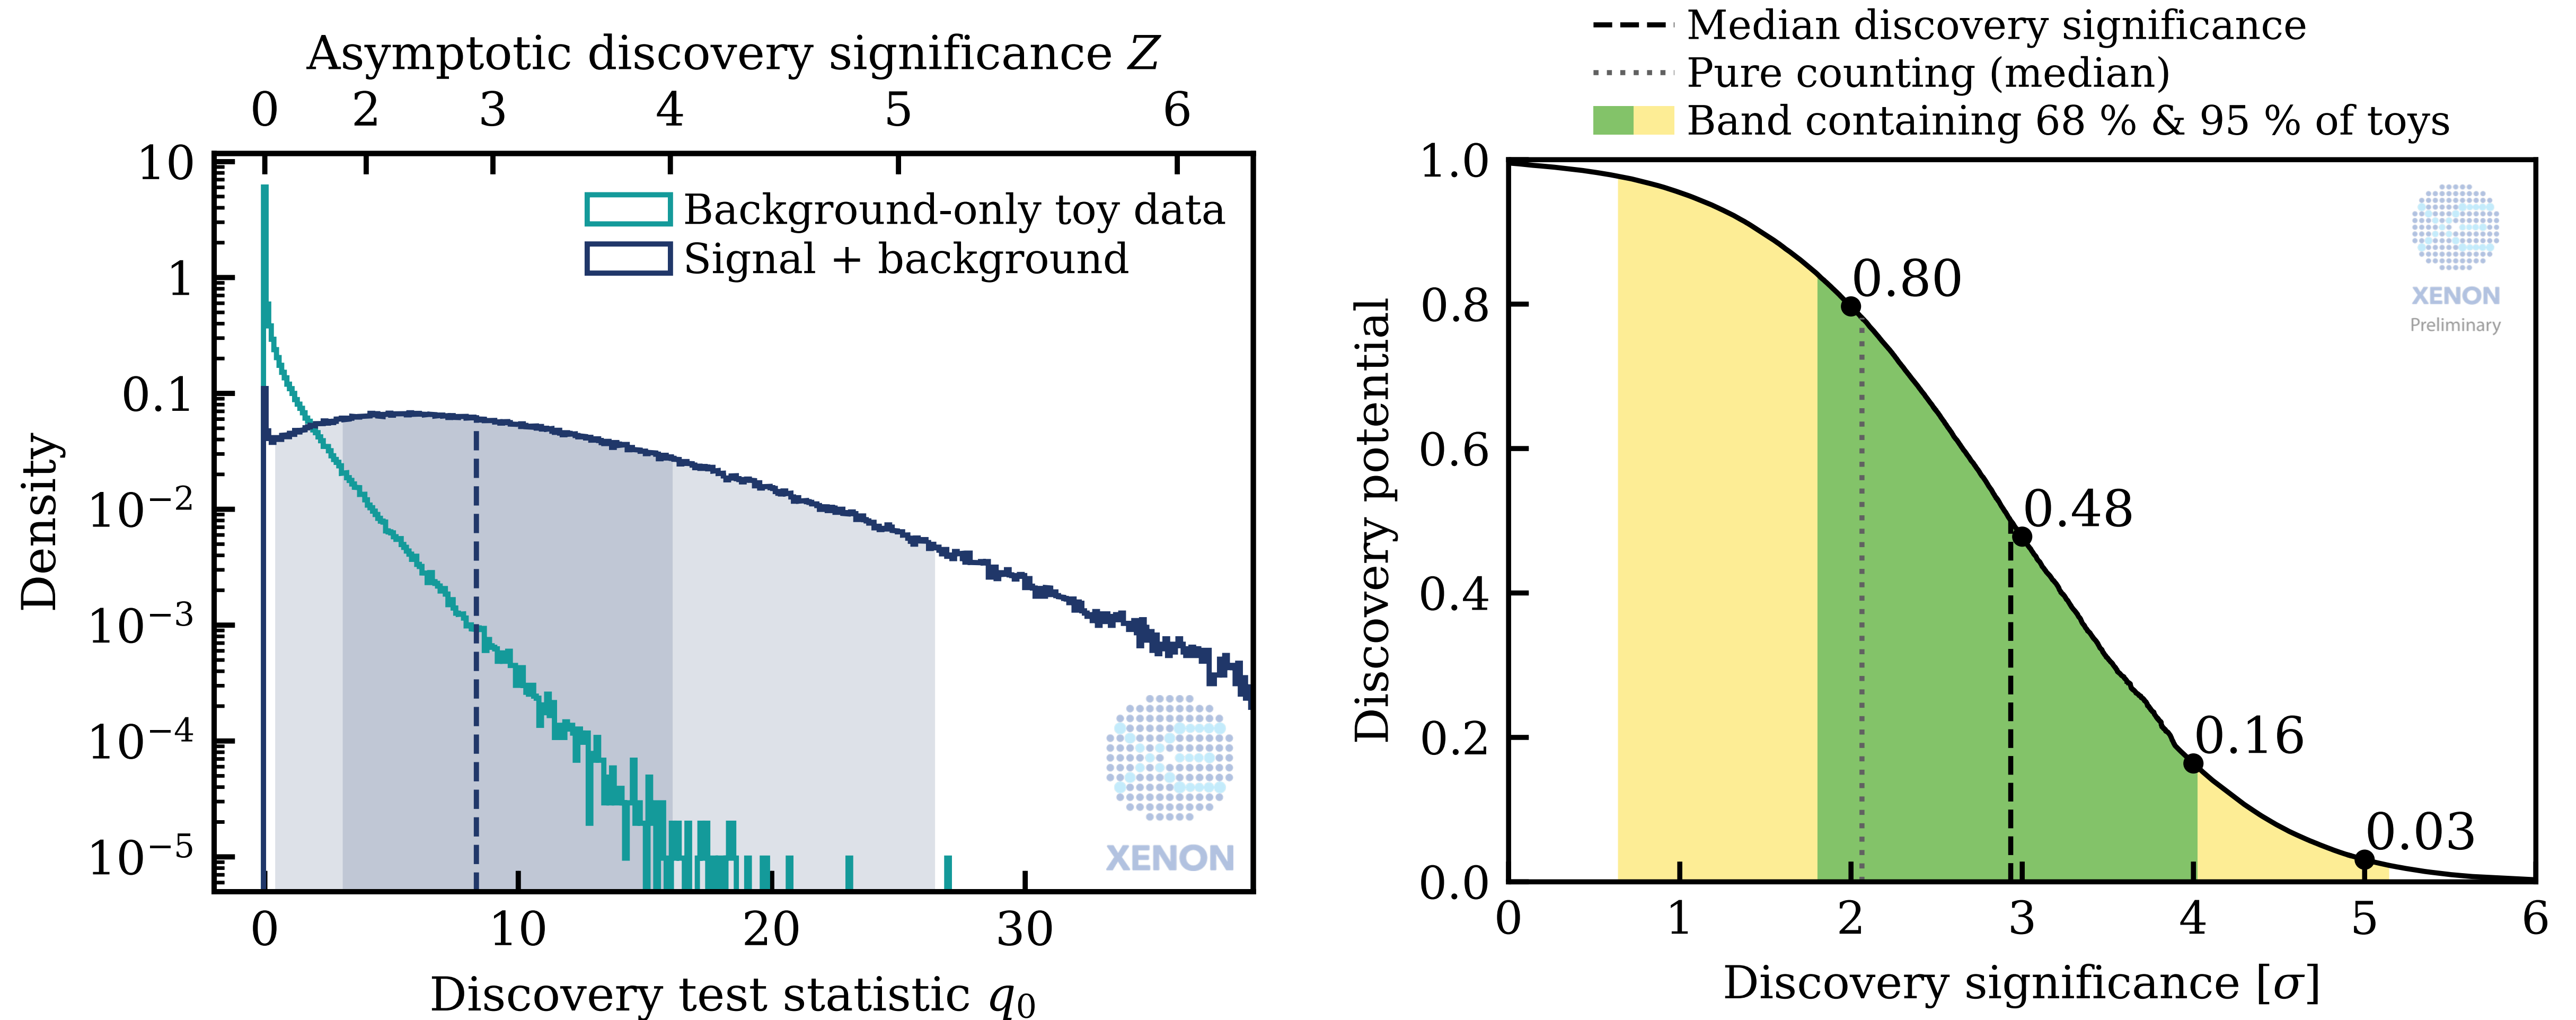 Asymptotic discovery significance Z
0 2 3 4 5 6
10
1
0.1
10⁻²
10⁻³
10⁻⁴
10⁻⁵
Density
Background-only toy data
Signal + background
XENON
0 10 20 30
Discovery test statistic q₀
Median discovery significance
Pure counting (median)
Band containing 68 % & 95 % of toys
1.0
0.8
0.6
0.4
0.2
0.0
Discovery potential
XENON
Preliminary
0.80
0.48
0.16
0.03
0 1 2 3 4 5 6
Discovery significance [σ]